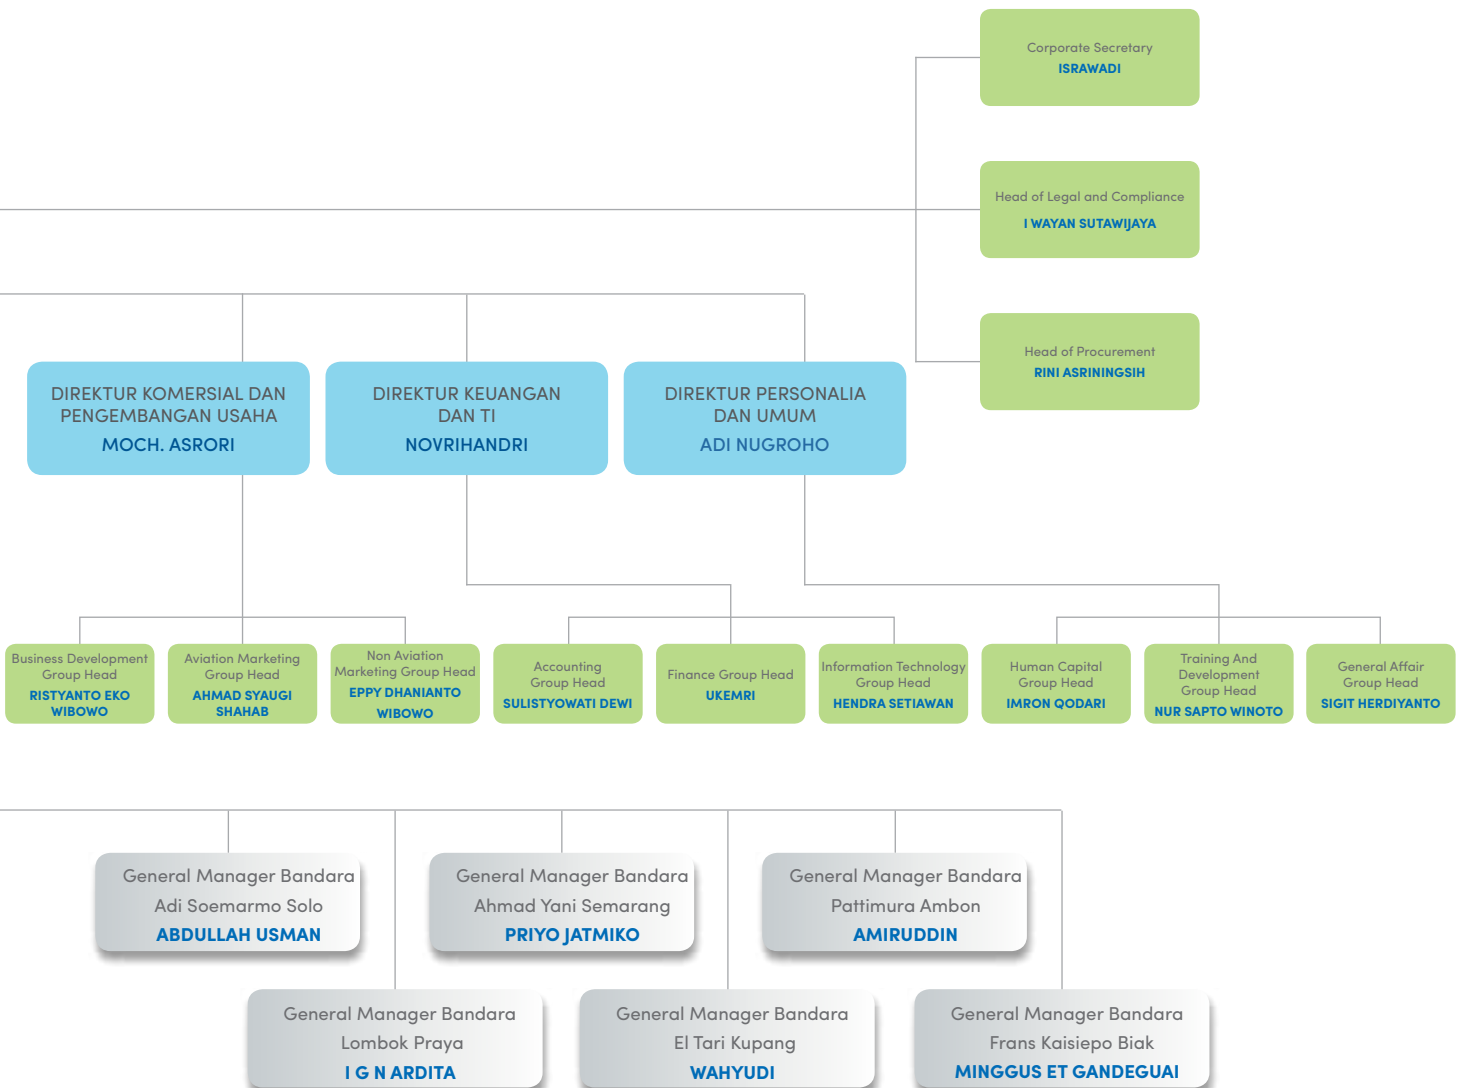 Corporate Secretary
ISRAWADI
Head of Legal and Compliance
I WAYAN SUTAWIJAYA
Head of Procurement
RINI ASRININGSIH
DIREKTUR KOMERSIAL DAN
PENGEMBANGAN USAHA
MOCH. ASRORI
DIREKTUR KEUANGAN
DAN TI
NOVRIHANDRI
DIREKTUR PERSONALIA
DAN UMUM
ADI NUGROHO
Business Development
Group Head
RISTYANTO EKO
WIBOWO
Aviation Marketing
Group Head
AHMAD SYAUGI
SHAHAB
Non Aviation
Marketing Group Head
EPPY DHANIANTO
WIBOWO
Accounting
Group Head
SULISTYOWATI DEWI
Finance Group Head
UKEMRI
Information Technology
Group Head
HENDRA SETIAWAN
Human Capital
Group Head
IMRON QODARI
Training And
Development
Group Head
NUR SAPTO WINOTO
General Affair
Group Head
SIGIT HERDIYANTO
General Manager Bandara
Adi Soemarmo Solo
ABDULLAH USMAN
General Manager Bandara
Ahmad Yani Semarang
PRIYO JATMIKO
General Manager Bandara
Pattimura Ambon
AMIRUDDIN
General Manager Bandara
Lombok Praya
I G N ARDITA
General Manager Bandara
El Tari Kupang
WAHYUDI
General Manager Bandara
Frans Kaisiepo Biak
MINGGUS ET GANDEGUAI